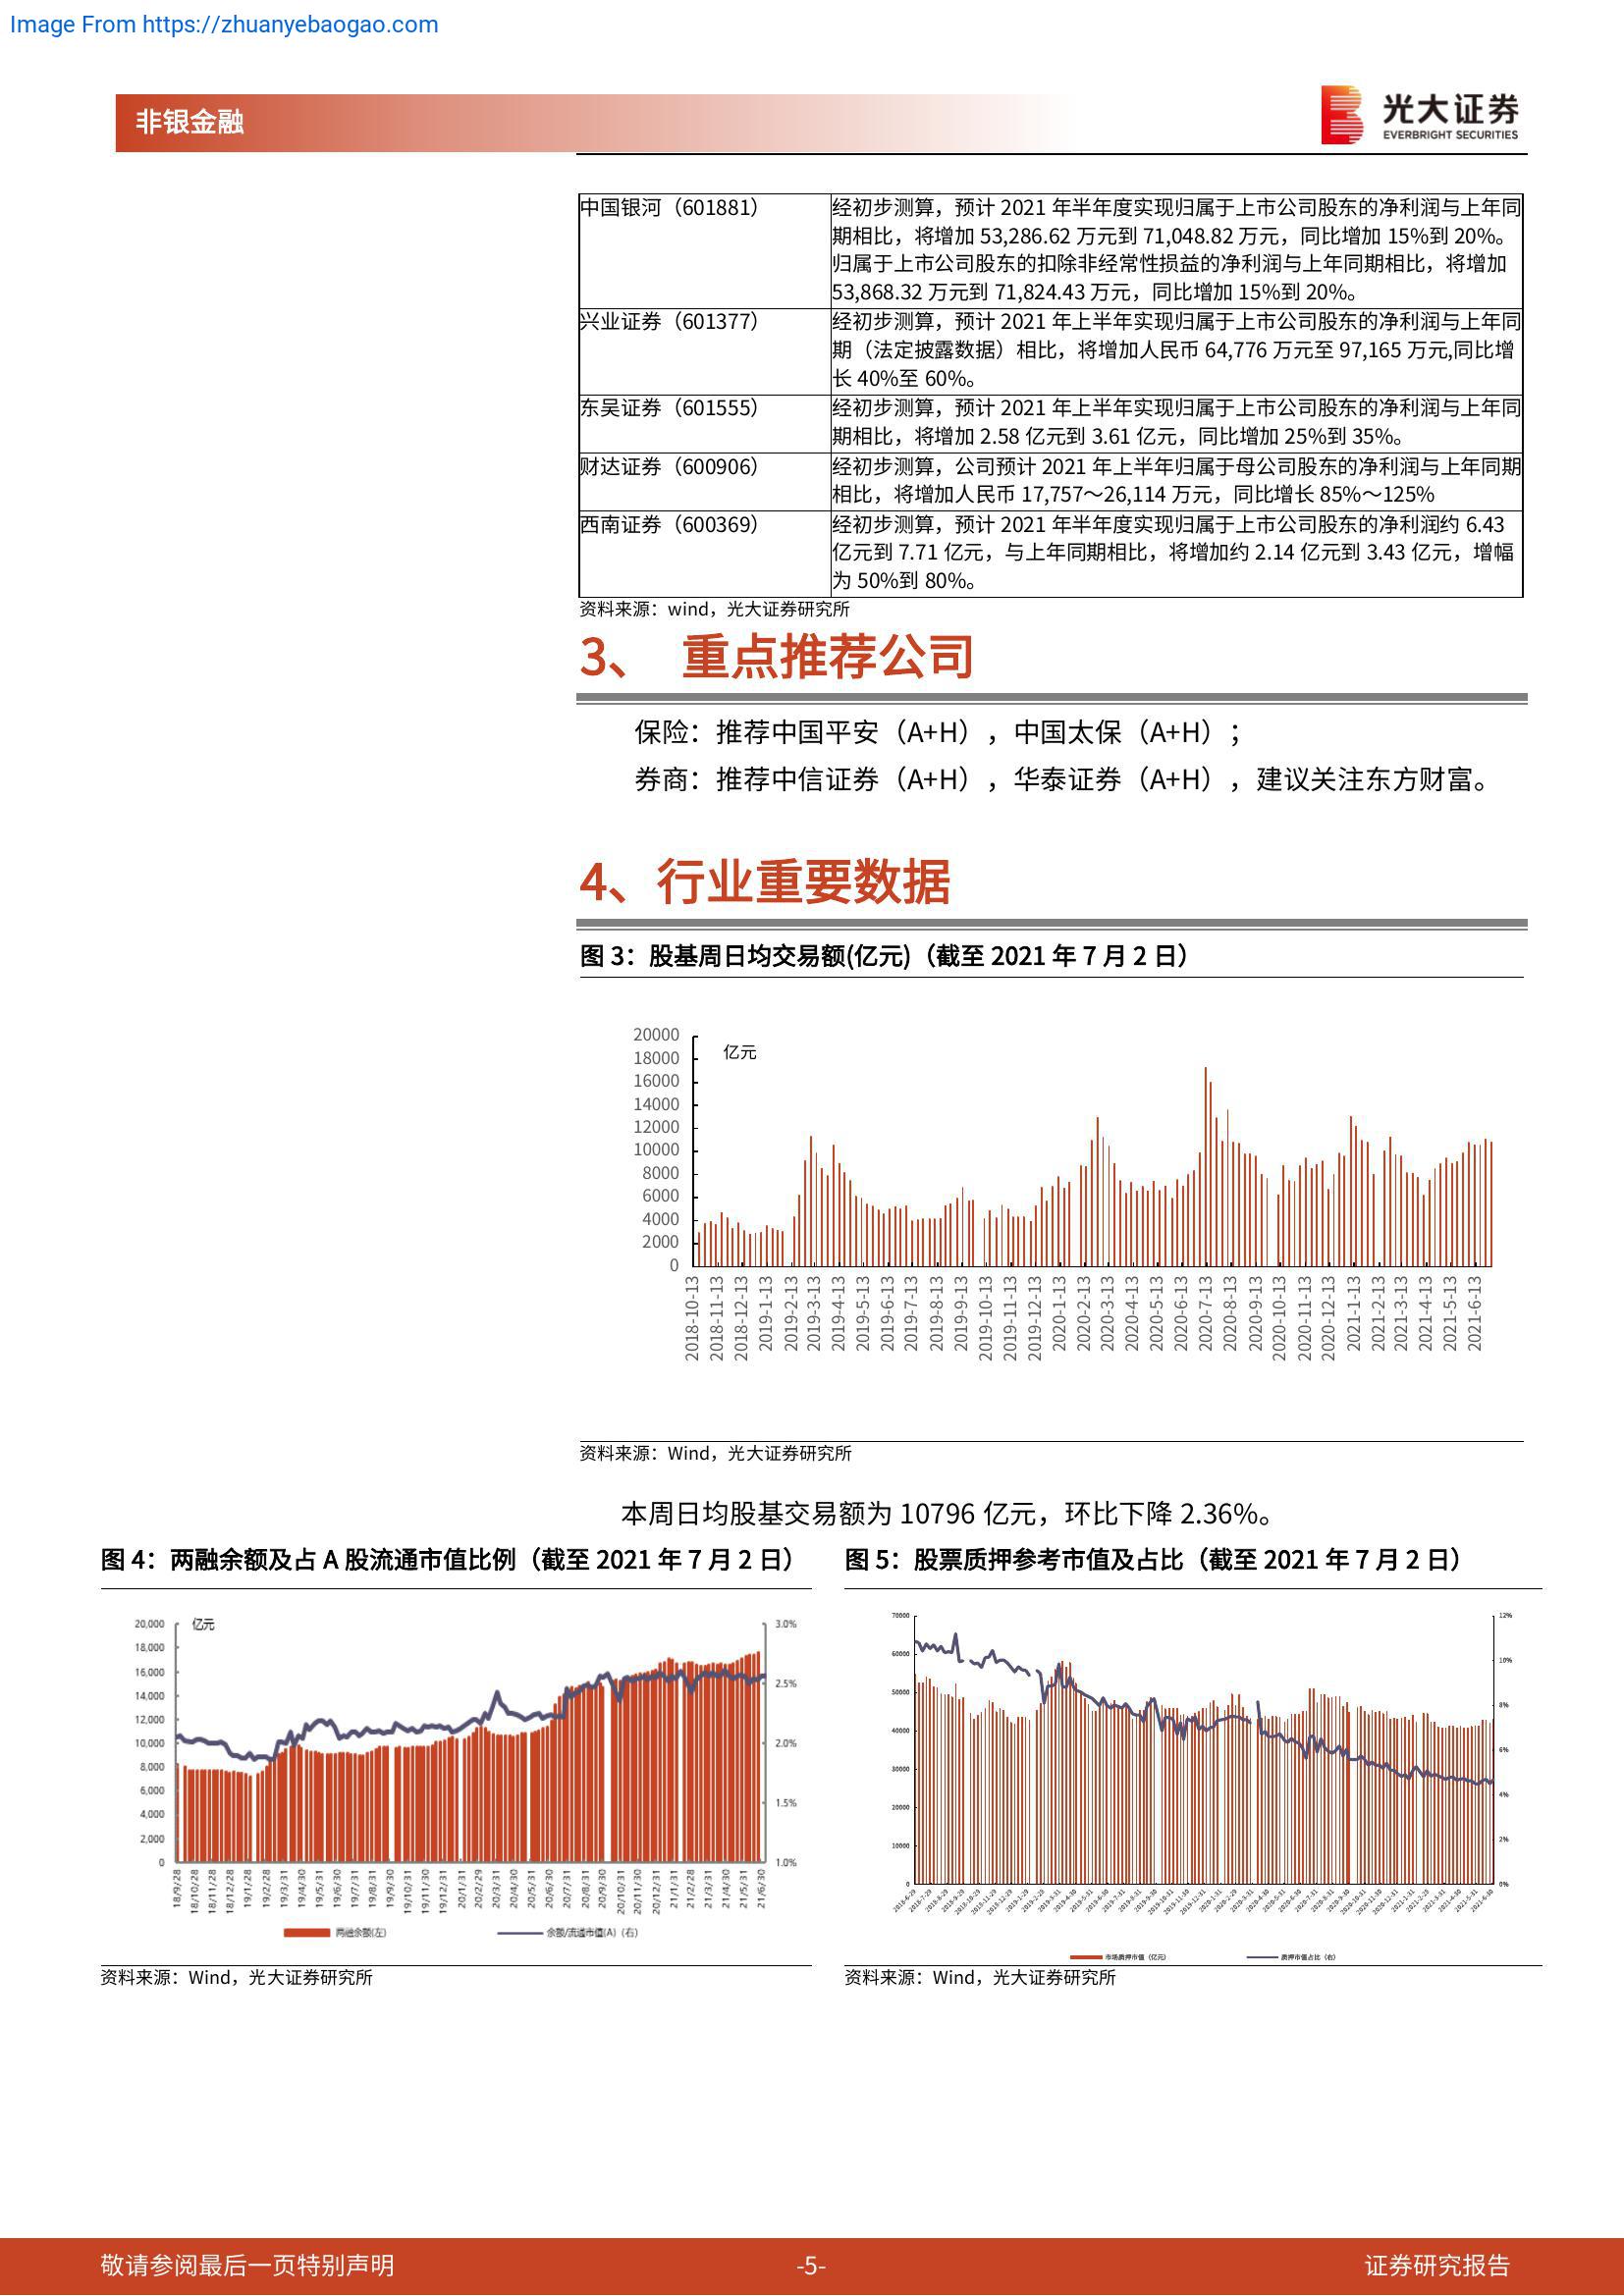 Image From https://zhuanyebaogao.com
非银金融
光大证券
EVERBRIGHT SECURITIES
中国银河（601881）
经初步测算，预计 2021 年半年度实现归属于上市公司股东的净利润与上年同
期相比，将增加 53,286.62 万元到 71,048.82 万元，同比增加 15%到 20%。
归属于上市公司股东的扣除非经常性损益的净利润与上年同期相比，将增加
53,868.32 万元到 71,824.43 万元，同比增加 15%到 20%。
兴业证券（601377）
经初步测算，预计 2021 年上半年实现归属于上市公司股东的净利润与上年同
期（法定披露数据）相比，将增加人民币 64,776 万元至 97,165 万元,同比增
长 40%至 60%。
东吴证券（601555）
经初步测算，预计 2021 年上半年实现归属于上市公司股东的净利润与上年同
期相比，将增加 2.58 亿元到 3.61 亿元，同比增加 25%到 35%。
财达证券（600906）
经初步测算，公司预计 2021 年上半年归属于母公司股东的净利润与上年同期
相比，将增加人民币 17,757～26,114 万元，同比增长 85%～125%
西南证券（600369）
经初步测算，预计 2021 年半年度实现归属于上市公司股东的净利润约 6.43
亿元到 7.71 亿元，与上年同期相比，将增加约 2.14 亿元到 3.43 亿元，增幅
为 50%到 80%。
资料来源：wind，光大证券研究所
3、 重点推荐公司
保险：推荐中国平安（A+H），中国太保（A+H）；
券商：推荐中信证券（A+H），华泰证券（A+H），建议关注东方财富。
4、行业重要数据
图 3：股基周日均交易额(亿元)（截至 2021 年 7 月 2 日）
亿元
20000
18000
16000
14000
12000
10000
8000
6000
4000
2000
0
2018-10-13
2018-11-13
2018-12-13
2019-1-13
2019-2-13
2019-3-13
2019-4-13
2019-5-13
2019-6-13
2019-7-13
2019-8-13
2019-9-13
2019-10-13
2019-11-13
2019-12-13
2020-1-13
2020-2-13
2020-3-13
2020-4-13
2020-5-13
2020-6-13
2020-7-13
2020-8-13
2020-9-13
2020-10-13
2020-11-13
2020-12-13
2021-1-13
2021-2-13
2021-3-13
2021-4-13
2021-5-13
2021-6-13
资料来源：Wind，光大证券研究所
本周日均股基交易额为 10796 亿元，环比下降 2.36%。
图 4：两融余额及占 A 股流通市值比例（截至 2021 年 7 月 2 日）
亿元
20,000
18,000
16,000
14,000
12,000
10,000
8,000
6,000
4,000
2,000
0
3.0%
2.5%
2.0%
1.5%
1.0%
18/9/28
18/10/28
18/11/28
18/12/28
19/1/28
19/2/28
19/3/31
19/4/30
19/5/31
19/6/30
19/7/31
19/8/31
19/9/30
19/10/31
19/11/30
19/12/31
20/1/31
20/2/29
20/3/31
20/4/30
20/5/31
20/6/30
20/7/31
20/8/31
20/9/30
20/10/31
20/11/30
20/12/31
21/1/31
21/2/28
21/3/31
21/4/30
21/5/31
21/6/30
两融余额(左)
余额/流通市值(A)（右）
资料来源：Wind，光大证券研究所
图 5：股票质押参考市值及占比（截至 2021 年 7 月 2 日）
70000
60000
50000
40000
30000
20000
10000
0
12%
10%
8%
6%
4%
2%
0%
市场质押市值（亿元）
质押市值占比（右）
资料来源：Wind，光大证券研究所
敬请参阅最后一页特别声明
-5-
证券研究报告